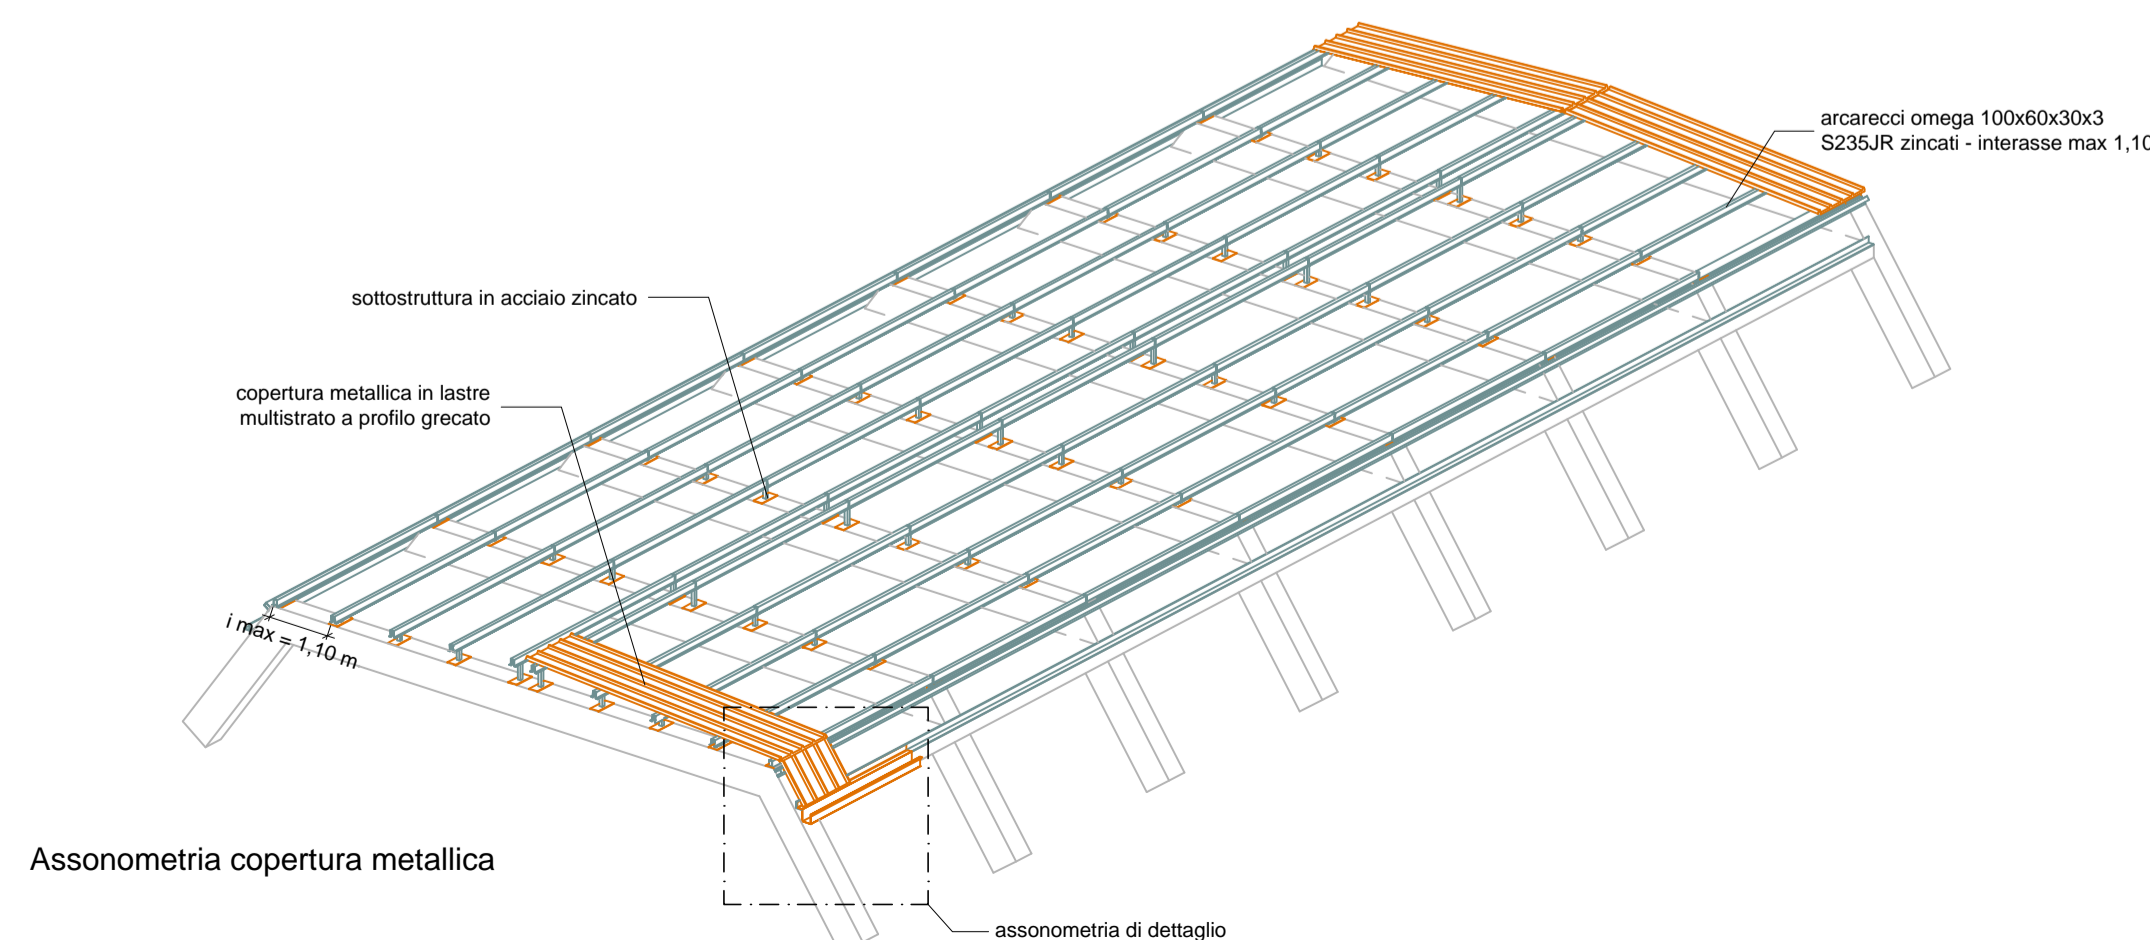 arcarecci omega 100x60x30x3
S235JR zincati - interasse max 1,10
sottostruttura in acciaio zincato
copertura metallica in lastre
multistrato a profilo grecato
i max = 1,10 m
Assonometria copertura metallica
assonometria di dettaglio